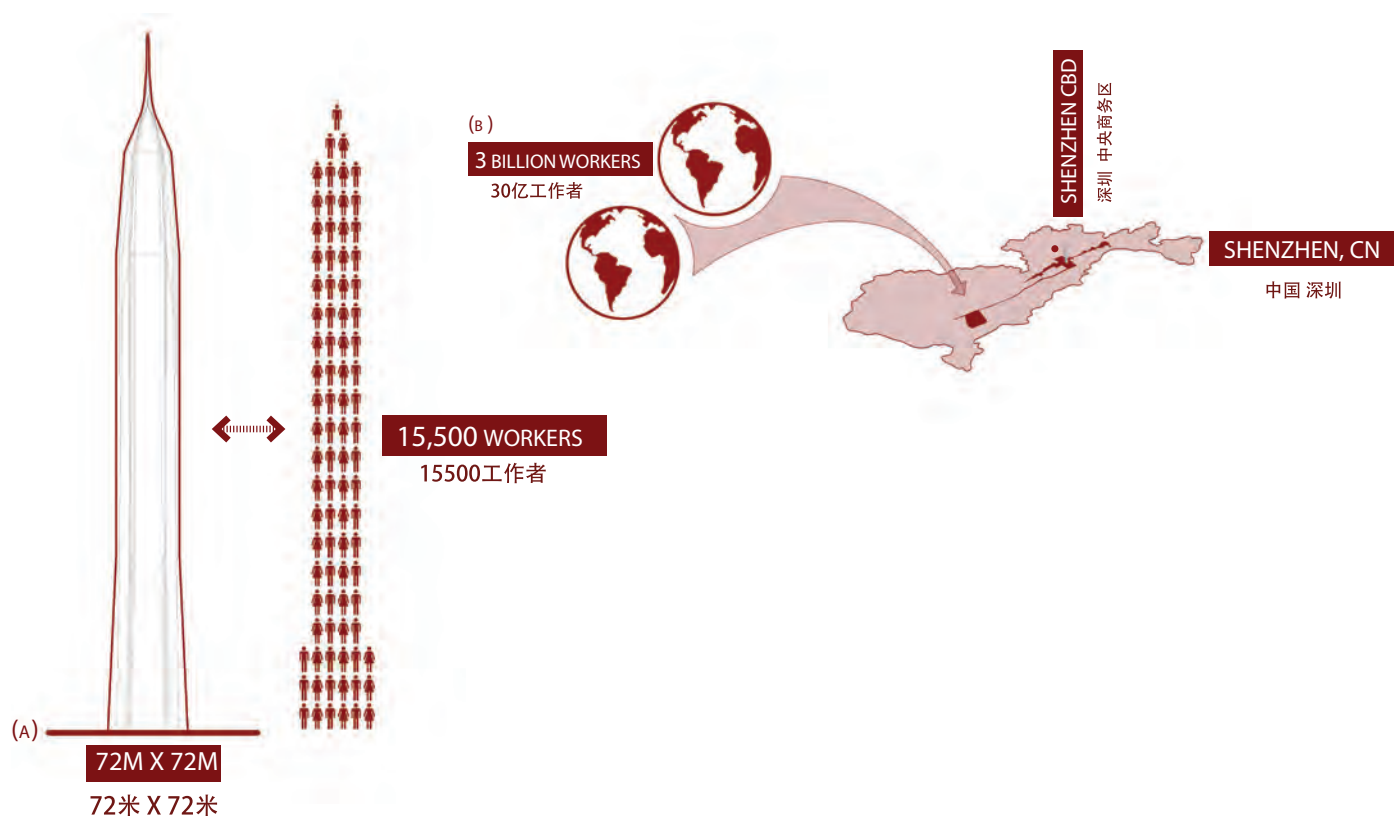 (A)
72M X 72M
72米 X 72米
15,500 WORKERS
15500工作者
(B )
3 BILLION WORKERS
30亿工作者
SHENZHEN CBD
深圳 中央商务区
SHENZHEN, CN
中国 深圳